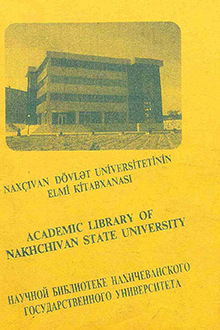 NAXÇIVAN DÖVLƏT UNİVERSİTETİNİN
ELMİ KİTABXANASI
ACADEMIC LIBRARY OF
NAKHCHIVAN STATE UNIVERSITY
НАУЧНОЙ БИБЛИОТЕКЕ НАХИЧЕВАНСКОГО
ГОСУДАРСТВЕННОГО УНИВЕРСИТЕТА